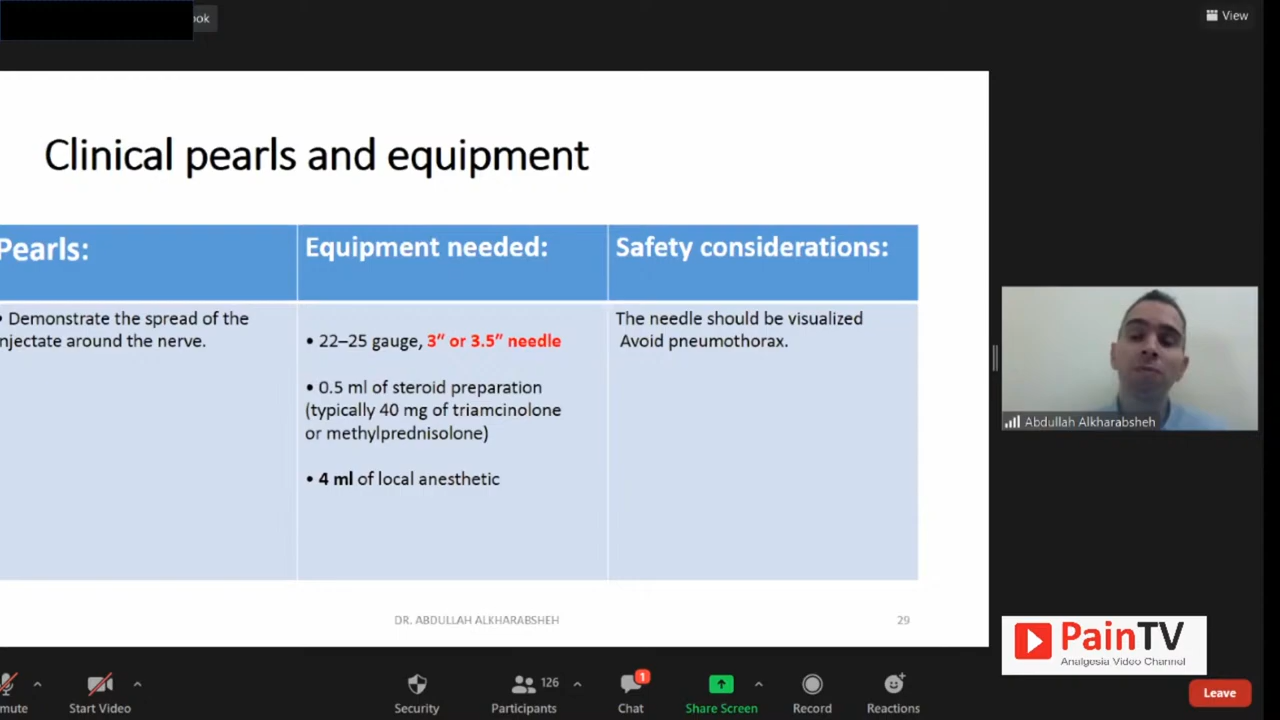 ook
View
Clinical pearls and equipment
Pearls:
Equipment needed:
Safety considerations:
• Demonstrate the spread of the
njectate around the nerve.
• 22–25 gauge, 3” or 3.5” needle
• 0.5 ml of steroid preparation
(typically 40 mg of triamcinolone
or methylprednisolone)
• 4 ml of local anesthetic
The needle should be visualized
Avoid pneumothorax.
DR. ABDULLAH ALKHARABSHEH
29
Abdullah Alkharabsheh
PainTV
Analgesia Video Channel
mute
Start Video
Security
126
Participants
1
Chat
Share Screen
Record
Reactions
Leave